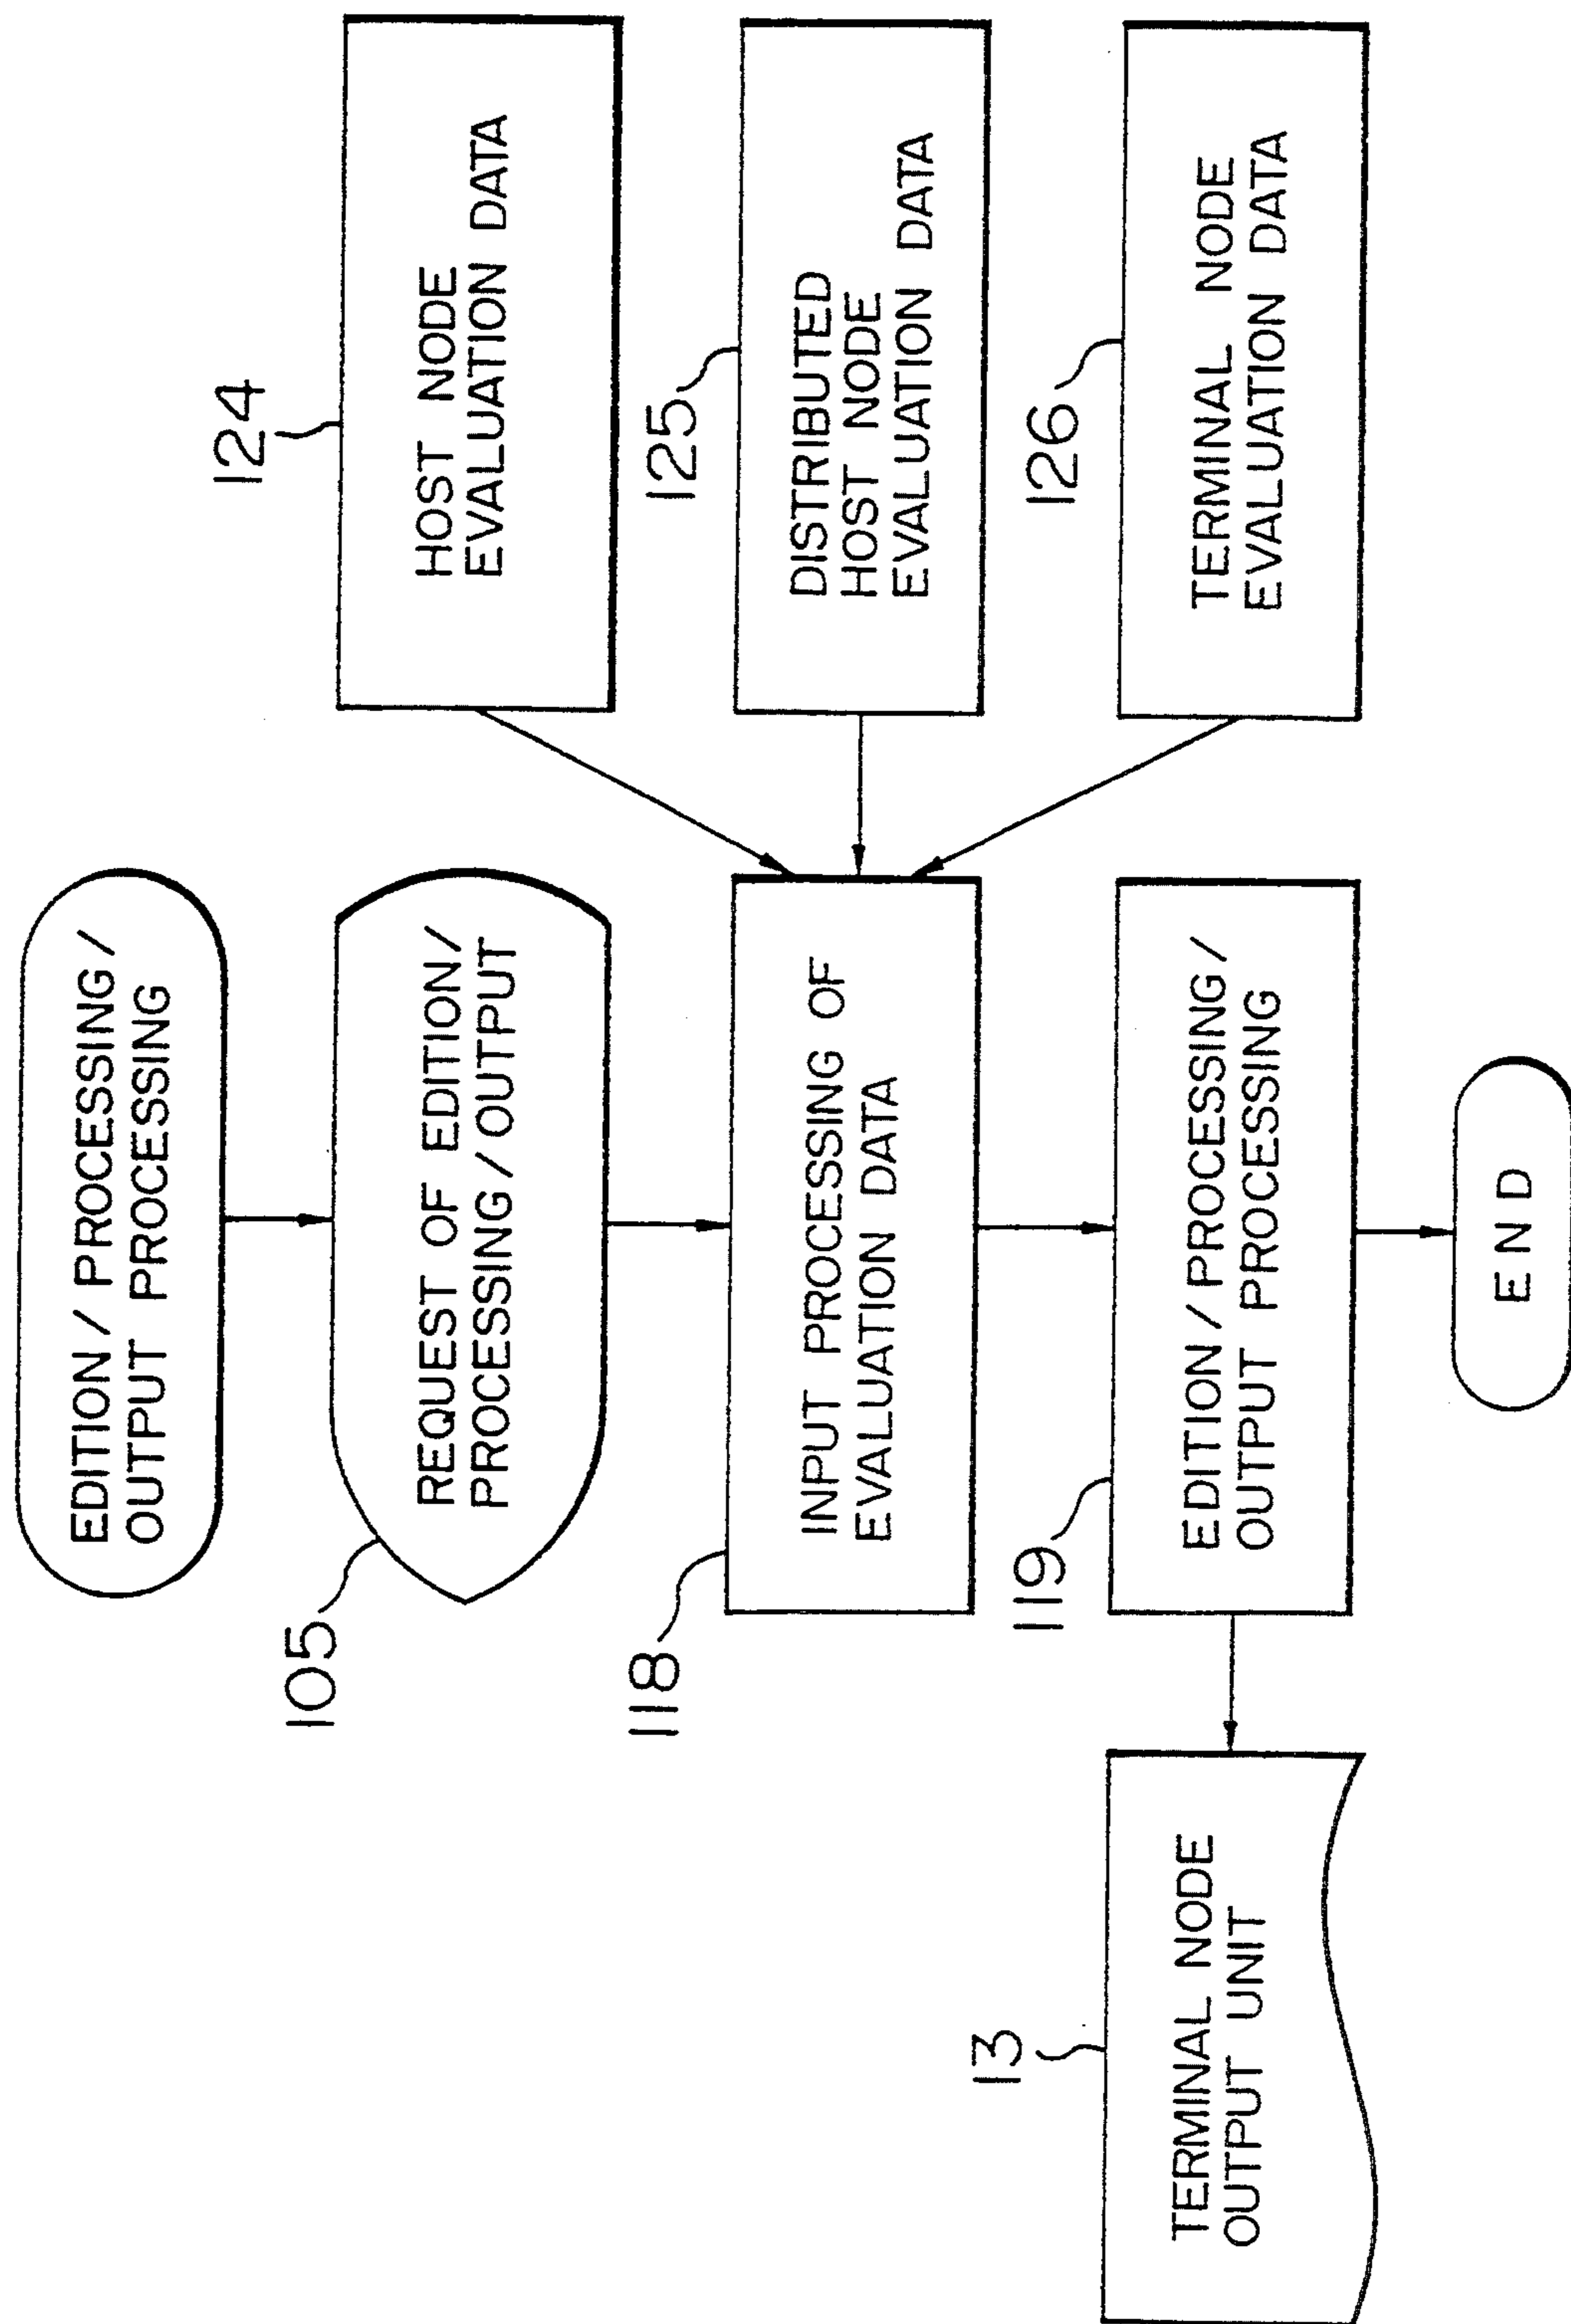 EDITION / PROCESSING /
OUTPUT PROCESSING
105
REQUEST OF EDITION /
PROCESSING / OUTPUT
124
HOST NODE
EVALUATION DATA
118
INPUT PROCESSING OF
EVALUATION DATA
125
DISTRIBUTED
HOST NODE
EVALUATION DATA
13
TERMINAL NODE
OUTPUT UNIT
119
EDITION / PROCESSING /
OUTPUT PROCESSING
126
TERMINAL NODE
EVALUATION DATA
END